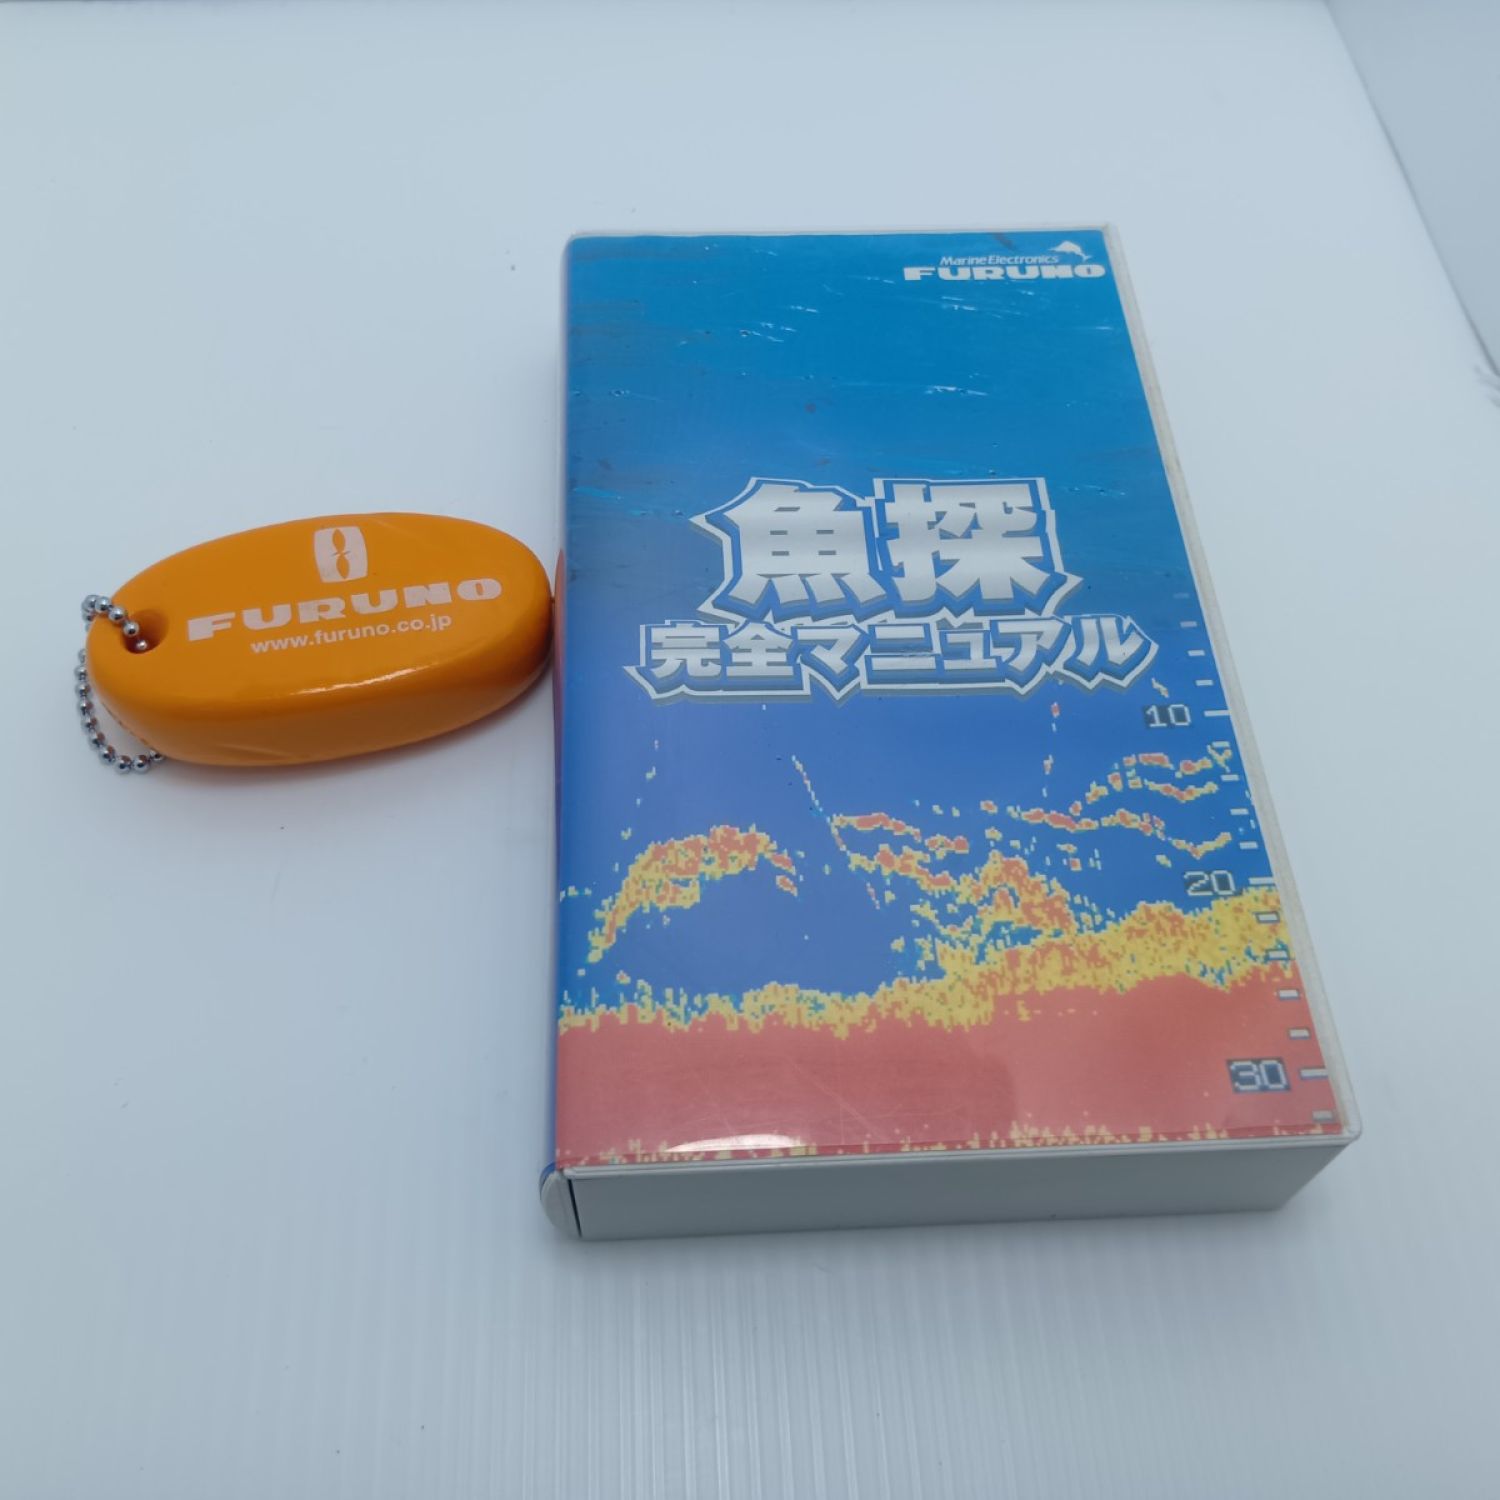 FURUNO
www.furuno.co.jp
Marine Electronics
FURUNO
魚探
完全マニュアル
10
20
30